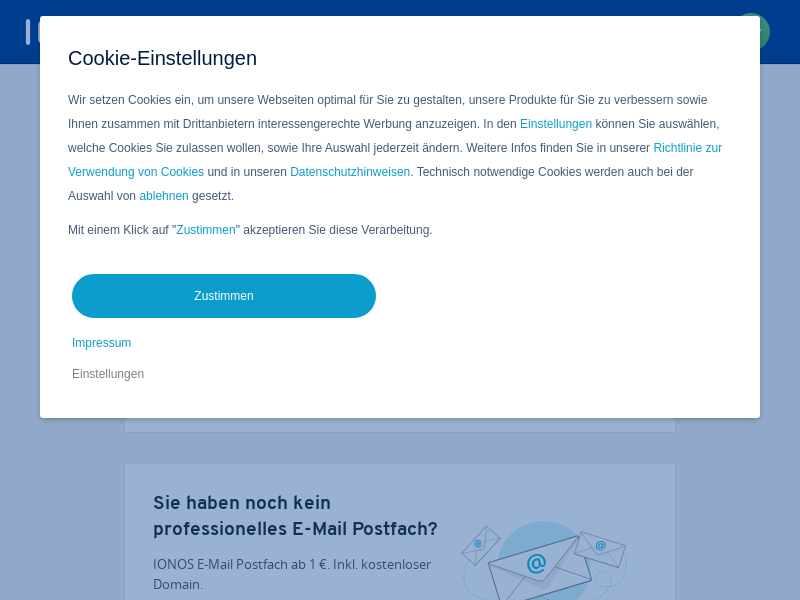 Cookie-Einstellungen
Wir setzen Cookies ein, um unsere Webseiten optimal für Sie zu gestalten, unsere Produkte für Sie zu verbessern sowie
Ihnen zusammen mit Drittanbietern interessengerechte Werbung anzuzeigen. In den Einstellungen können Sie auswählen,
welche Cookies Sie zulassen wollen, sowie Ihre Auswahl jederzeit ändern. Weitere Infos finden Sie in unserer Richtlinie zur
Verwendung von Cookies und in unseren Datenschutzhinweisen. Technisch notwendige Cookies werden auch bei der
Auswahl von ablehnen gesetzt.
Mit einem Klick auf "Zustimmen" akzeptieren Sie diese Verarbeitung.
Zustimmen
Impressum
Einstellungen
Sie haben noch kein
professionelles E-Mail Postfach?
IONOS E-Mail Postfach ab 1 €. Inkl. kostenloser
Domain.